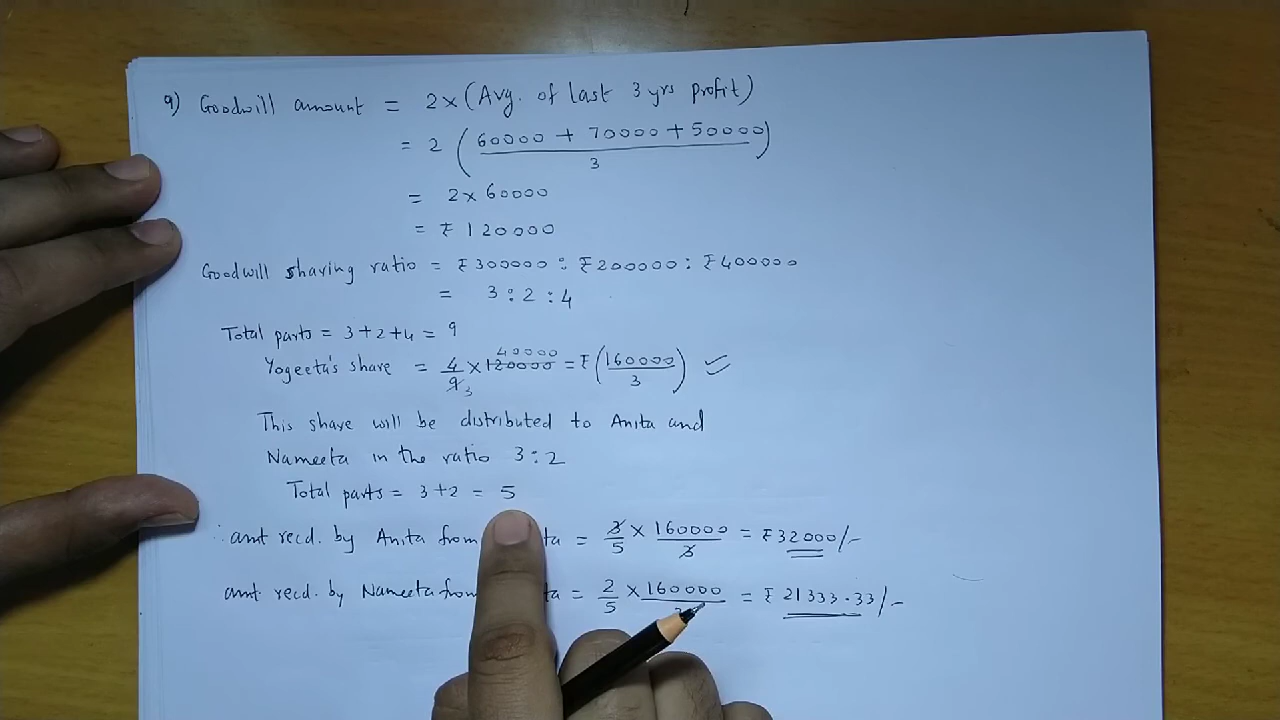 9) Goodwill amount = 2 × (Avg. of last 3 yrs profit)
= 2 (60000 + 70000 + 50000 / 3)
= 2 × 60000
= ₹ 120000
Goodwill sharing ratio = ₹300000 : ₹200000 : ₹400000
= 3 : 2 : 4
Total parts = 3+2+4 = 9
40000
Yogeeta's share = 4/9 3 × 120000 = ₹ (160000/3) ✓
This share will be distributed to Anita and
Nameeta in the ratio 3 : 2
Total parts = 3+2 = 5
∴ amt recd. by Anita from ta = 3/5 × 160000/3 = ₹32000/-
amt recd. by Nameeta from ta = 2/5 × 160000 = ₹ 21333.33/-